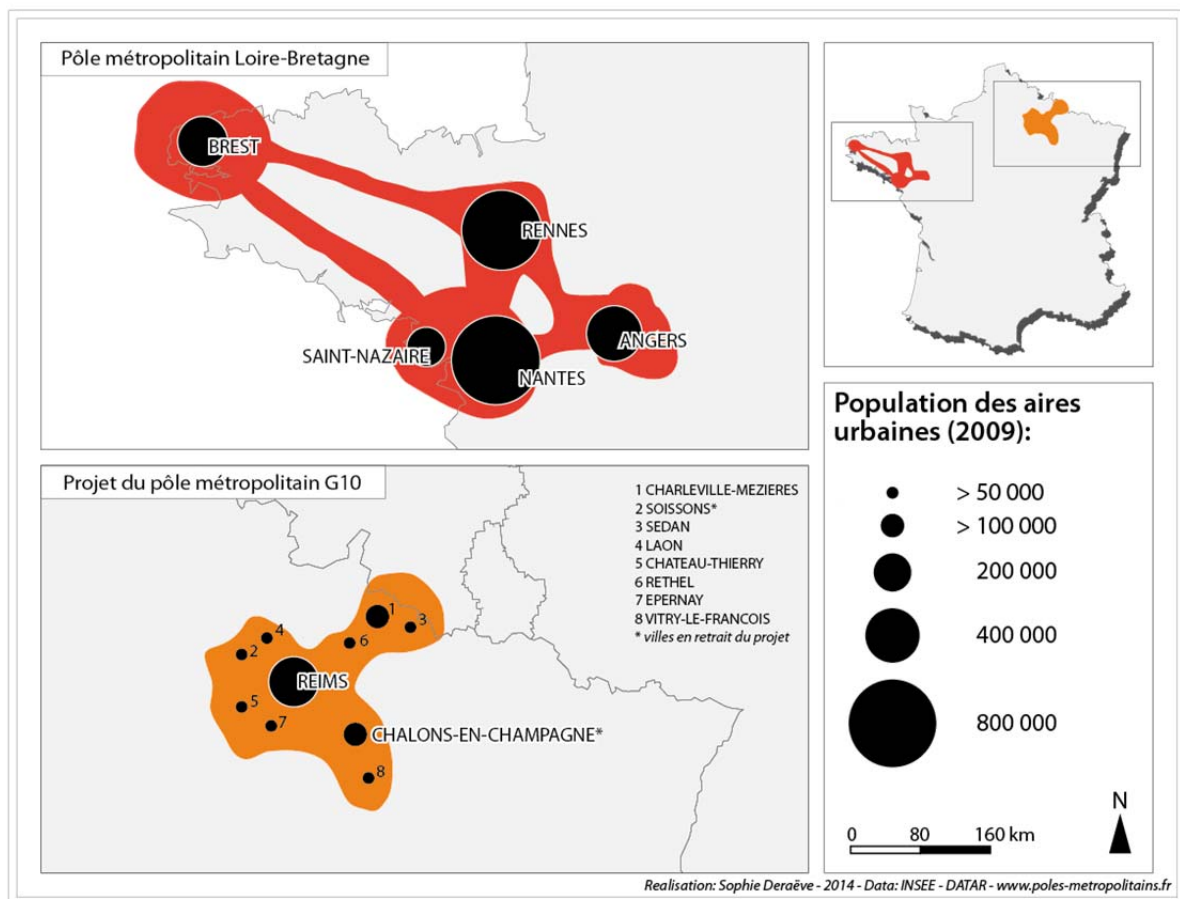 Pôle métropolitain Loire-Bretagne
BREST
RENNES
SAINT-NAZAIRE
NANTES
ANGERS
Projet du pôle métropolitain G10
1 CHARLEVILLE-MEZIERES
2 SOISSONS*
3 SEDAN
4 LAON
5 CHATEAU-THIERRY
6 RETHEL
7 EPERNAY
8 VITRY-LE-FRANCOIS
* villes en retrait du projet
1
3
4
6
2
REIMS
5
7
CHALONS-EN-CHAMPAGNE*
8
Population des aires
urbaines (2009):
> 50 000
> 100 000
200 000
400 000
800 000
N
0 80 160 km
Realisation: Sophie Deraëve - 2014 - Data: INSEE - DATAR - www.poles-metropolitains.fr